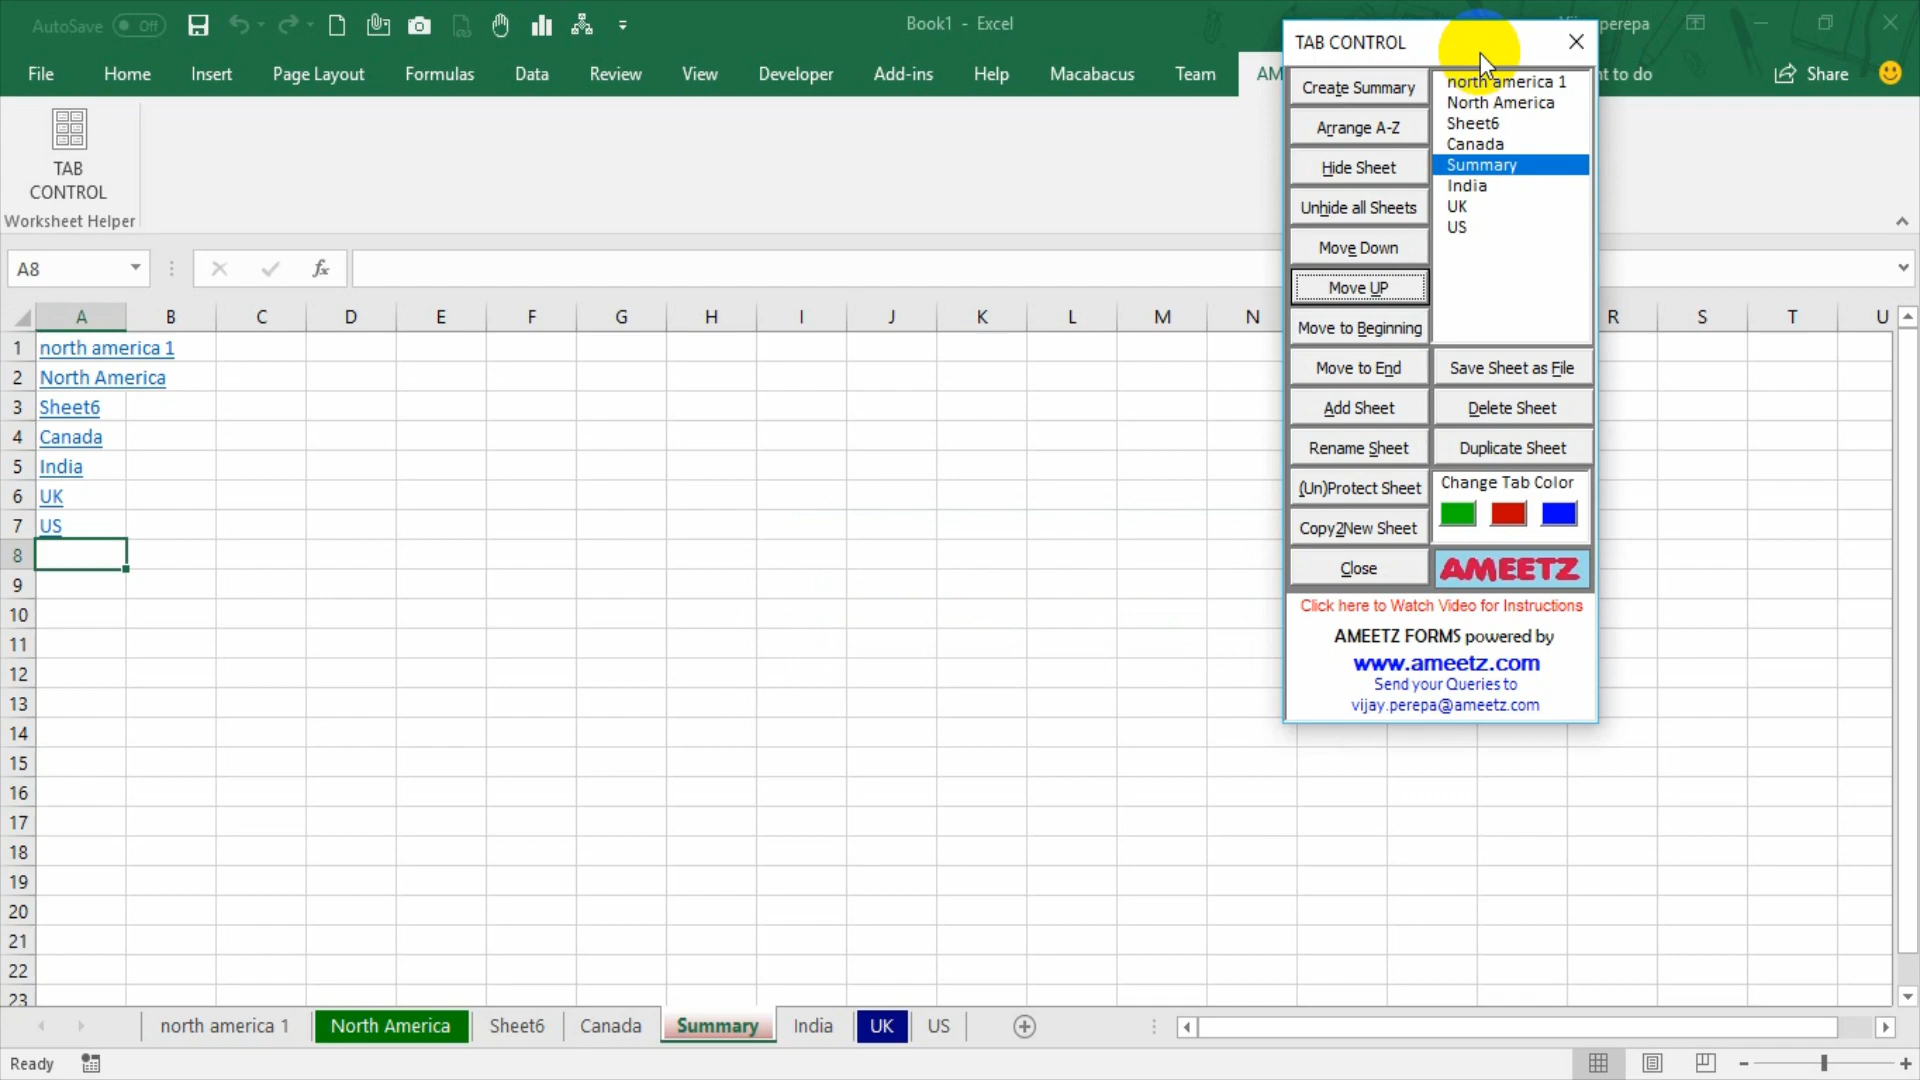 AutoSave Off
Book1 - Excel
perepa
File Home Insert Page Layout Formulas Data Review View Developer Add-ins Help Macabacus Team AM
t to do
Share
TAB CONTROL
Worksheet Helper
A8
fx
A B C D E F G H I J K L M N R S T U
1 north america 1
2 North America
3 Sheet6
4 Canada
5 India
6 UK
7 US
8
9
10
11
12
13
14
15
16
17
18
19
20
21
22
23
TAB CONTROL
Create Summary
Arrange A-Z
Hide Sheet
Unhide all Sheets
Move Down
Move UP
Move to Beginning
Move to End
Add Sheet
Rename Sheet
(Un)Protect Sheet
Copy2New Sheet
Close
north america 1
North America
Sheet6
Canada
Summary
India
UK
US
Save Sheet as File
Delete Sheet
Duplicate Sheet
Change Tab Color
AMEETZ
Click here to Watch Video for Instructions
AMEETZ FORMS powered by
www.ameetz.com
Send your Queries to
vijay.perepa@ameetz.com
north america 1 North America Sheet6 Canada Summary India UK US
Ready